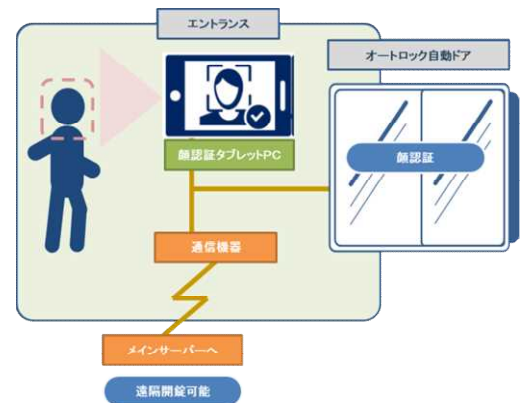 エントランス
オートロック自動ドア
顔認証タブレットPC
顔認証
通信機器
メインサーバーへ
遠隔開錠可能